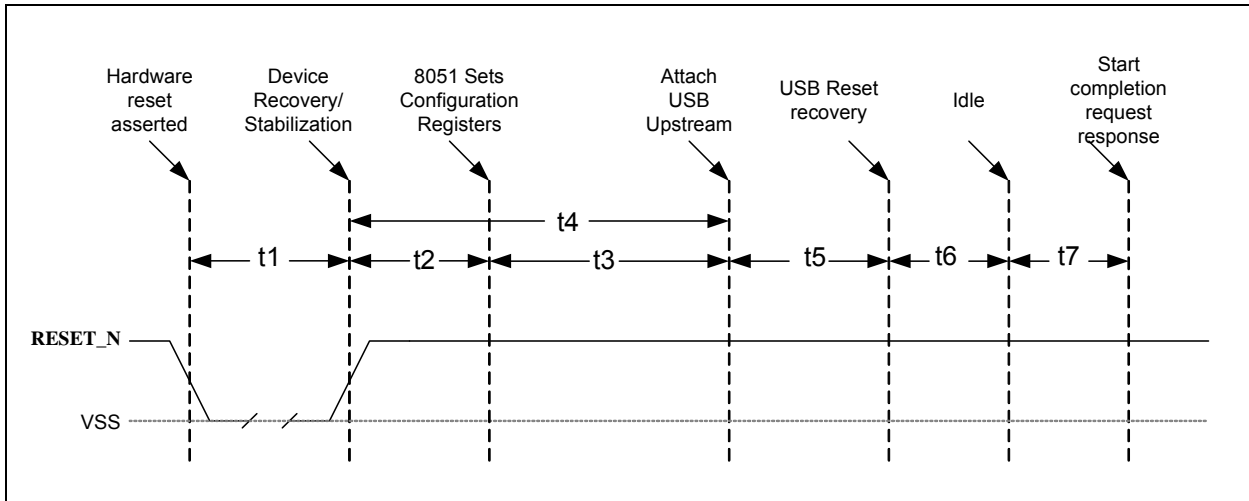 Hardware
reset
asserted
Device
Recovery/
Stabilization
8051 Sets
Configuration
Registers
Attach
USB
Upstream
USB Reset
recovery
Idle
Start
completion
request
response
t4
t1
t2
t3
t5
t6
t7
RESET_N
VSS